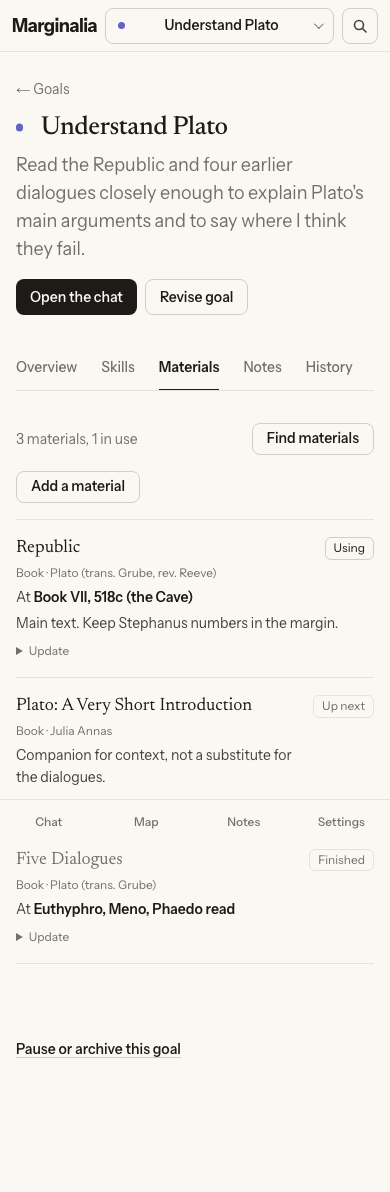 Marginalia
Understand Plato
← Goals
Understand Plato
Read the Republic and four earlier
dialogues closely enough to explain Plato's
main arguments and to say where I think
they fail.
Open the chat
Revise goal
Overview Skills Materials Notes History
3 materials, 1 in use
Find materials
Add a material
Republic
Using
Book · Plato (trans. Grube, rev. Reeve)
At Book VII, 518c (the Cave)
Main text. Keep Stephanus numbers in the margin.
Update
Plato: A Very Short Introduction
Up next
Book · Julia Annas
Companion for context, not a substitute for
the dialogues.
Chat Map Notes Settings
Five Dialogues
Finished
Book · Plato (trans. Grube)
At Euthyphro, Meno, Phaedo read
Update
Pause or archive this goal